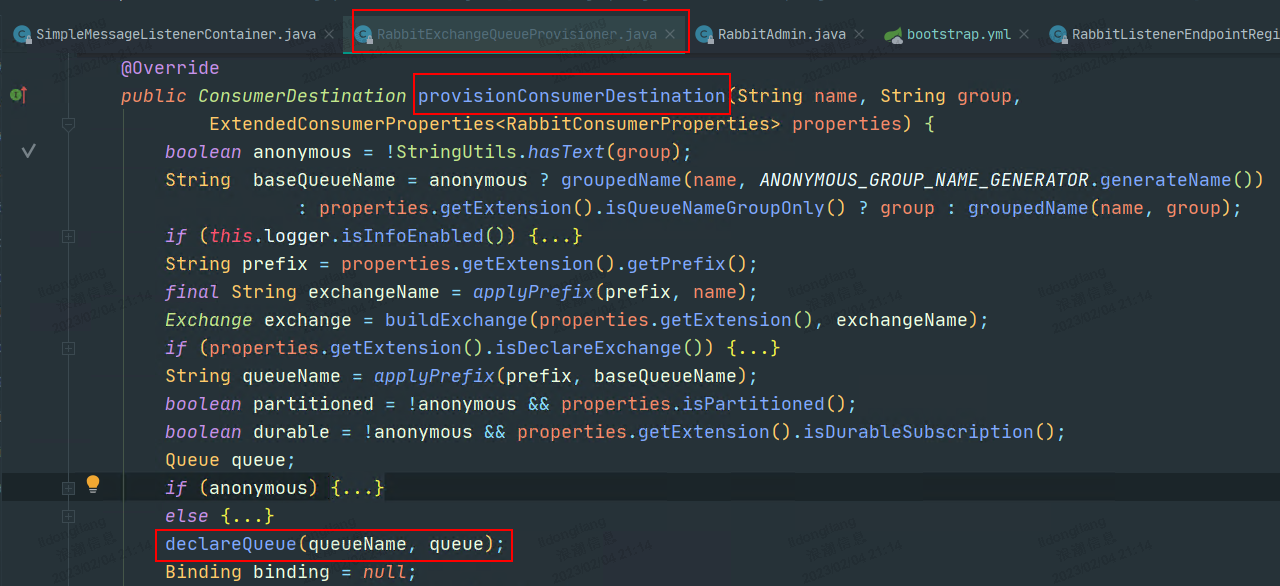 SimpleMessageListenerContainer.java × RabbitExchangeQueueProvisioner.java × RabbitAdmin.java × bootstrap.yml × RabbitListenerEndpointRegi
@Override
public ConsumerDestination provisionConsumerDestination(String name, String group,
ExtendedConsumerProperties<RabbitConsumerProperties> properties) {
boolean anonymous = !StringUtils.hasText(group);
String baseQueueName = anonymous ? groupedName(name, ANONYMOUS_GROUP_NAME_GENERATOR.generateName())
: properties.getExtension().isQueueNameGroupOnly() ? group : groupedName(name, group);
if (this.logger.isInfoEnabled()) {...}
String prefix = properties.getExtension().getPrefix();
final String exchangeName = applyPrefix(prefix, name);
Exchange exchange = buildExchange(properties.getExtension(), exchangeName);
if (properties.getExtension().isDeclareExchange()) {...}
String queueName = applyPrefix(prefix, baseQueueName);
boolean partitioned = !anonymous && properties.isPartitioned();
boolean durable = !anonymous && properties.getExtension().isDurableSubscription();
Queue queue;
if (anonymous) {...}
else {...}
declareQueue(queueName, queue);
Binding binding = null;